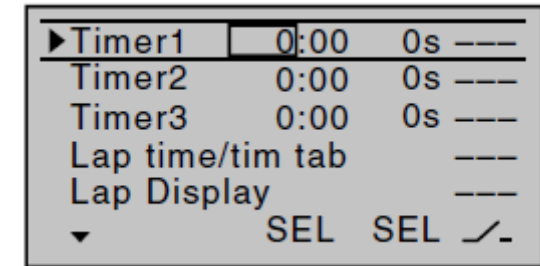 Timer1 0:00 0s –––
Timer2 0:00 0s –––
Timer3 0:00 0s –––
Lap time/tim tab –––
Lap Display –––
SEL SEL